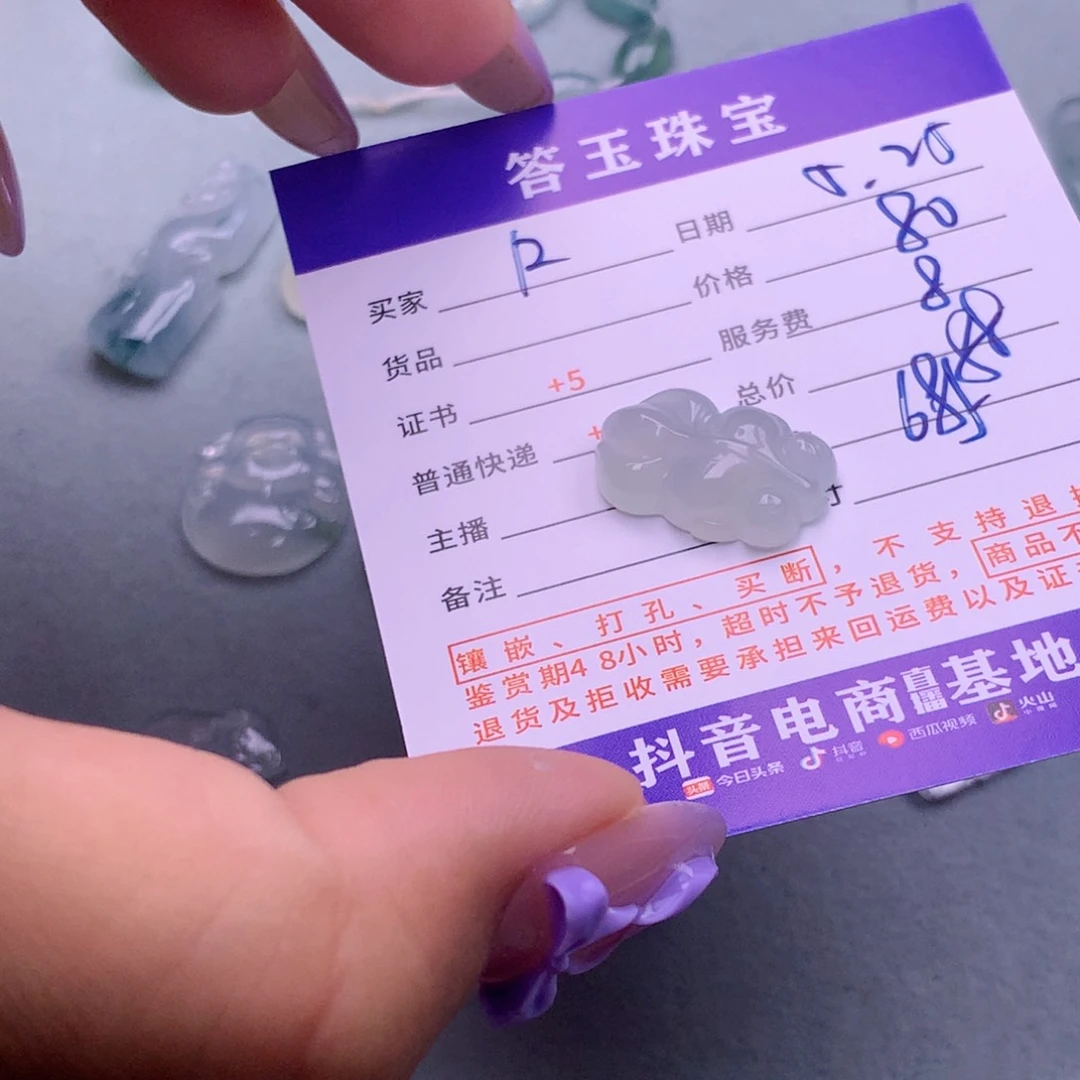 答玉珠宝
买家 日期
货品 价格 80
证书 +5 服务费 8
普通快递 + 总价 88
主播
备注
镶嵌、打孔、买断，不支持退
鉴赏期48小时，超时不予退货，商品不
退货及拒收需要承担来回运费以及证
抖音电商直播基地
头条 今日头条 抖音 西瓜视频 火山